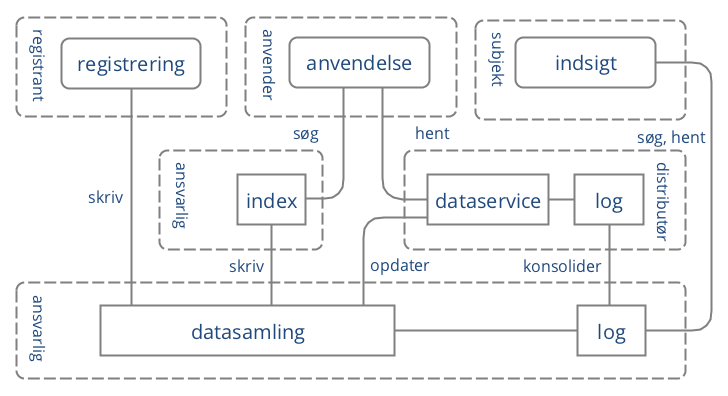 registrant
registrering
anvender
anvendelse
subjekt
indsigt
søg
hent
søg, hent
ansvarlig
index
dataservice
log
distributør
skriv
skriv
opdater
konsolider
ansvarlig
datasamling
log